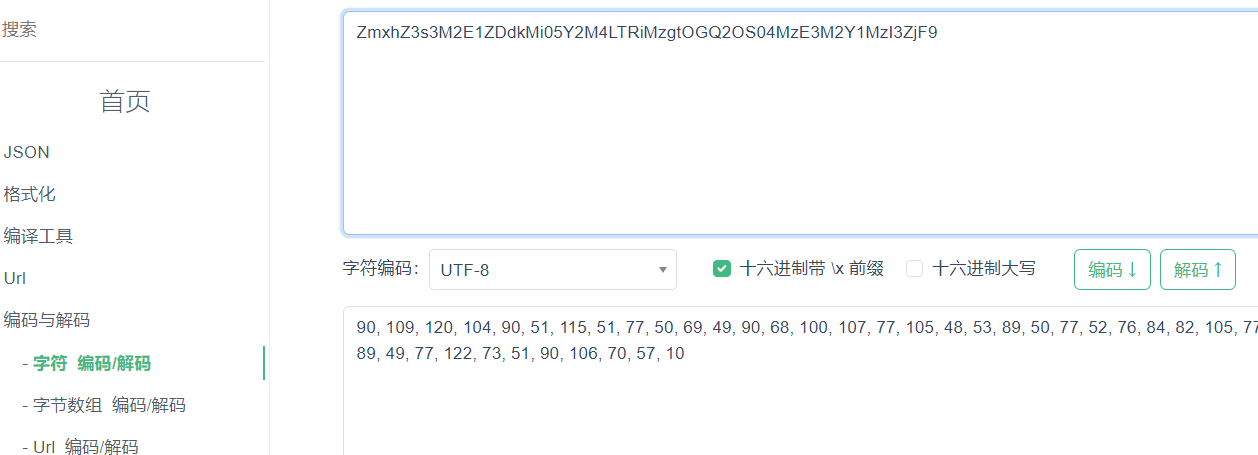 搜索
首页
JSON
格式化
编译工具
Url
编码与解码
- 字符 编码/解码
- 字节数组 编码/解码
- Url 编码/解码
ZmxhZ3s3M2E1ZDdkMi05Y2M4LTRiMzgtOGQ2OS04MzE3M2Y1MzI3ZjF9
字符编码: UTF-8 十六进制带 \x 前缀 十六进制大写 编码↓ 解码↑
90, 109, 120, 104, 90, 51, 115, 51, 77, 50, 69, 49, 90, 68, 100, 107, 77, 105, 48, 53, 89, 50, 77, 52, 76, 84, 82, 105, 77
89, 49, 77, 122, 73, 51, 90, 106, 70, 57, 10